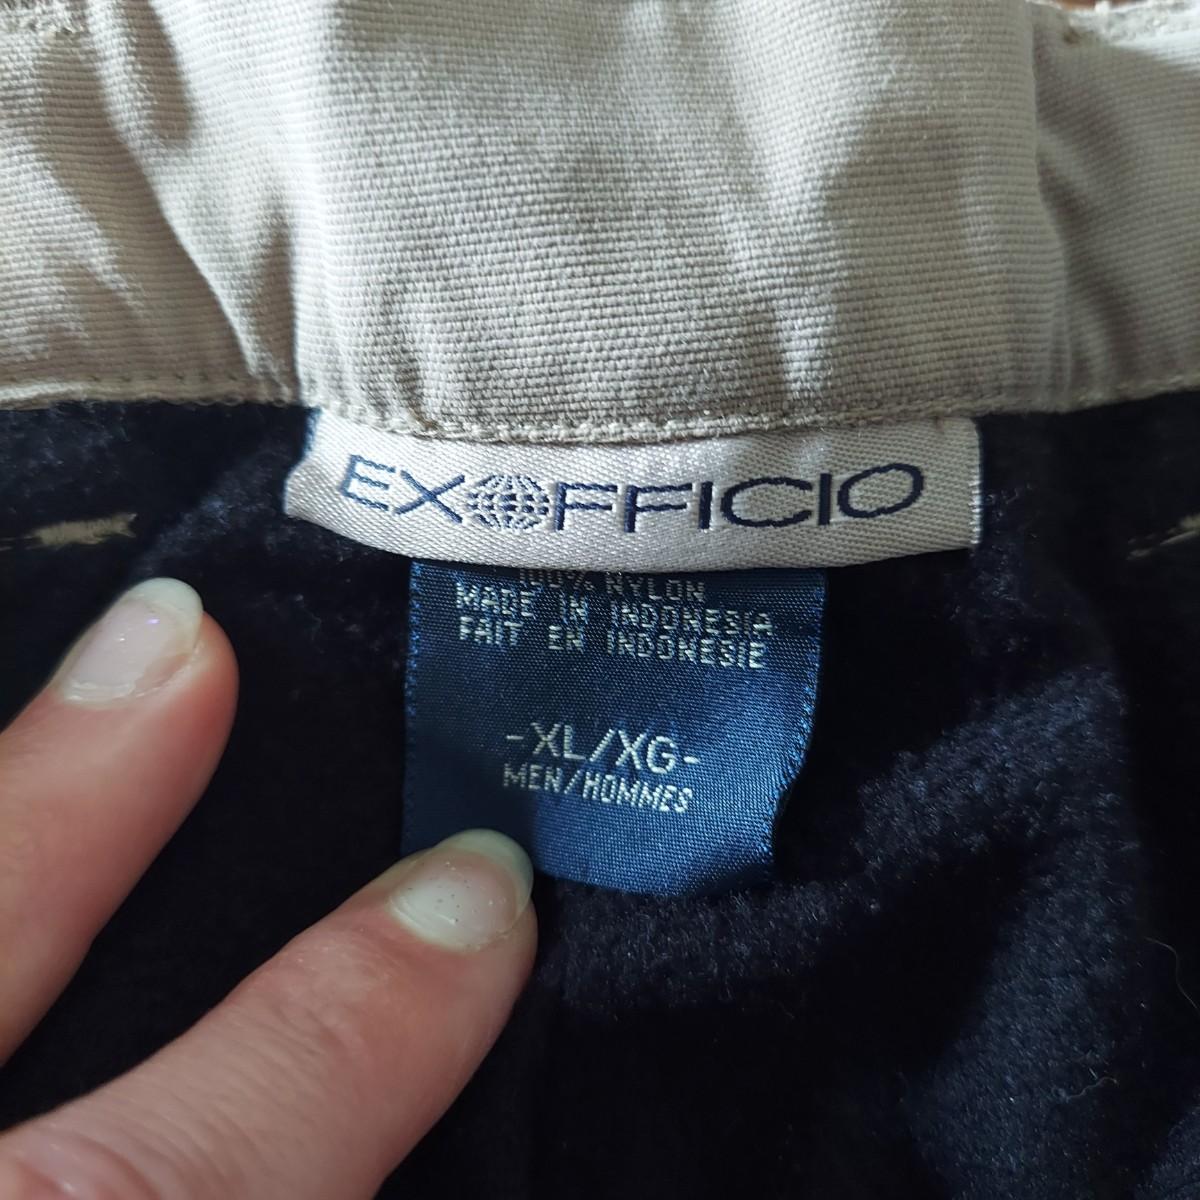 EXOFFICIO
100% NYLON
MADE IN INDONESIA
FAIT EN INDONESIE
-XL/XG-
MEN/HOMMES